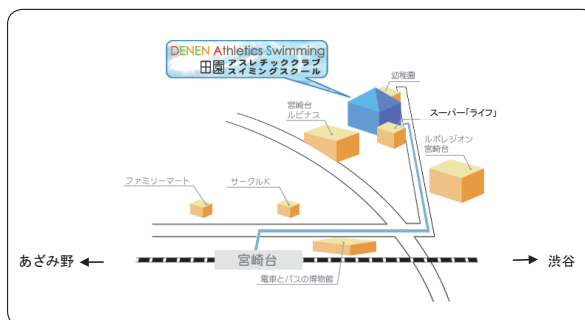 DENEN Athletics Swimming
田園 アスレチッククラブ
スイミングスクール
幼稚園
スーパー「ライフ」
宮崎台
ルピナス
ルポレジオン
宮崎台
ファミリーマート
サークルK
あざみ野
宮崎台
電車とバスの博物館
渋谷